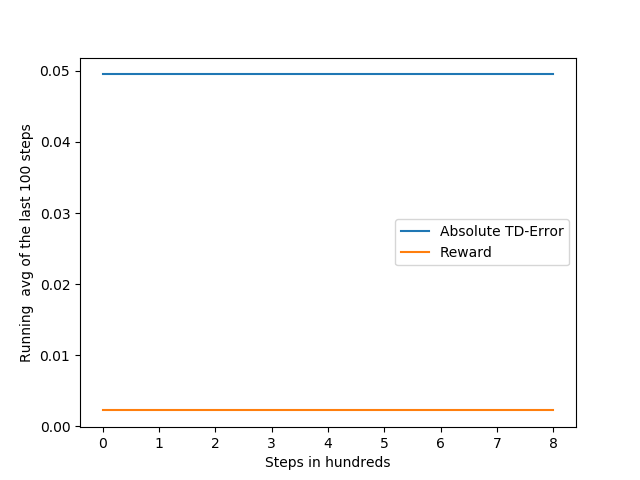 0.05
0.04
0.03
0.02
0.01
0.00
Running  avg of the last 100 steps
Absolute TD-Error
Reward
0 1 2 3 4 5 6 7 8
Steps in hundreds